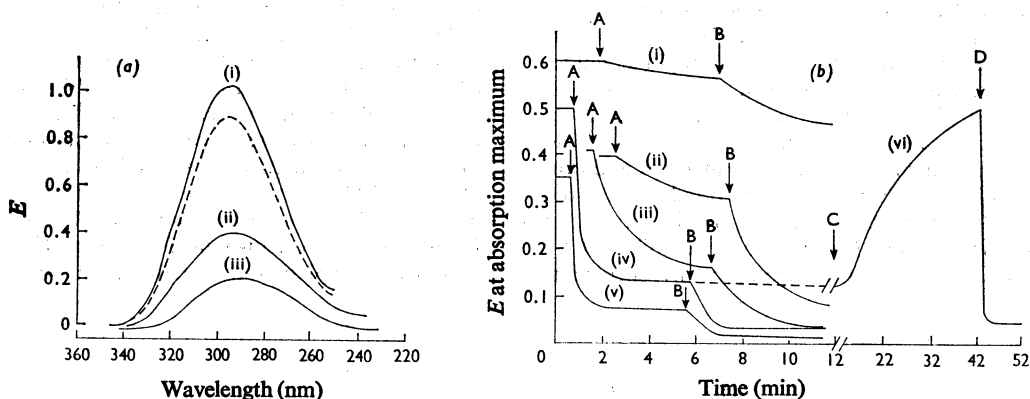 (a)
(i)
(ii)
(iii)
E
1.0
0.8
0.6
0.4
0.2
0
360 340 320 300 280 260 240 220
Wavelength (nm)
(b)
A
B
D
(i)
A
A
A
A
(ii)
B
(iii)
(iv)
B
B
(v)
B
C
(vi)
E at absorption maximum
0.6
0.5
0.4
0.3
0.2
0.1
0
0 2 4 6 8 10 12 22 32 42 52
Time (min)